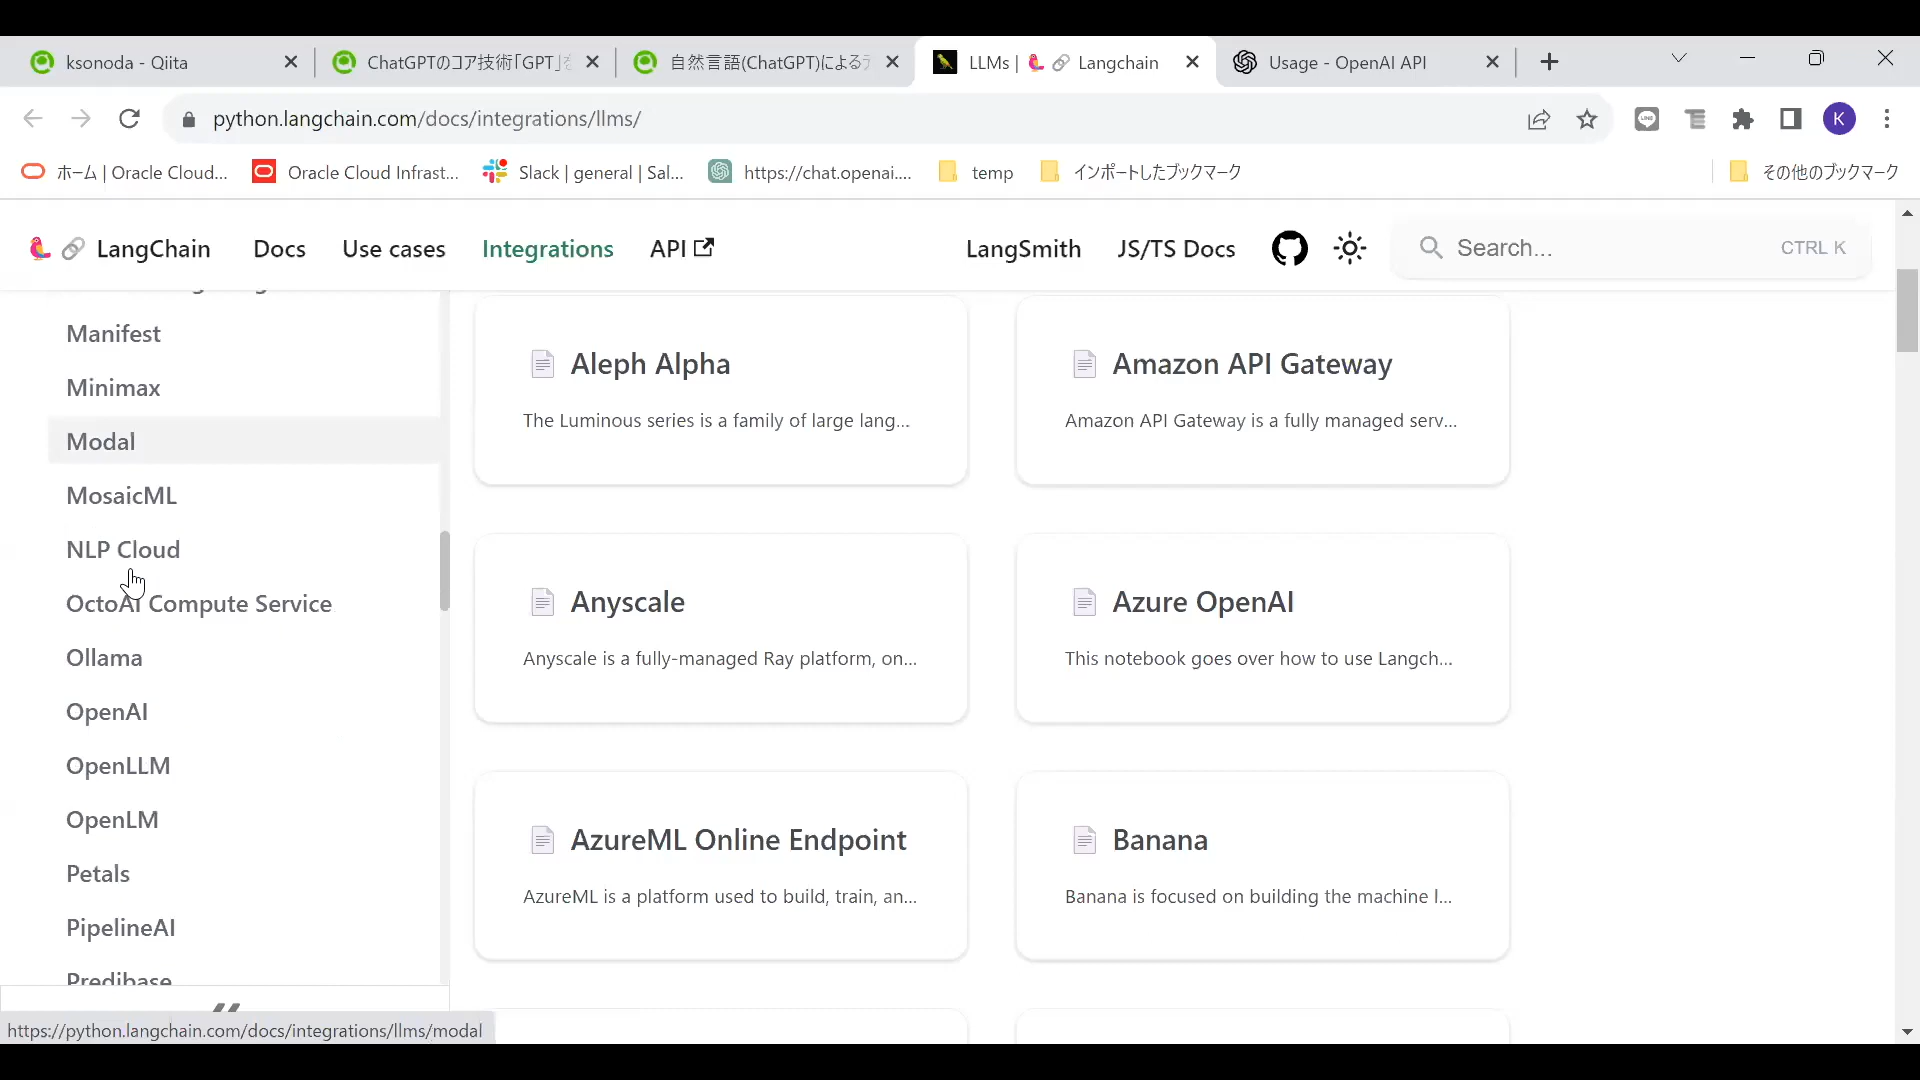 ksonoda - Qiita
ChatGPTのコア技術「GPT」を
自然言語(ChatGPT)による
LLMs | Langchain
Usage - OpenAI API
python.langchain.com/docs/integrations/llms/
K
ホーム | Oracle Cloud...
Oracle Cloud Infrast...
Slack | general | Sal...
https://chat.openai....
temp
インポートしたブックマーク
その他のブックマーク
LangChain
Docs
Use cases
Integrations
API
LangSmith
JS/TS Docs
Search...
CTRL K
Manifest
Minimax
Modal
MosaicML
NLP Cloud
OctoAI Compute Service
Ollama
OpenAI
OpenLLM
OpenLM
Petals
PipelineAI
Predibase
Aleph Alpha
The Luminous series is a family of large lang...
Amazon API Gateway
Amazon API Gateway is a fully managed serv...
Anyscale
Anyscale is a fully-managed Ray platform, on...
Azure OpenAI
This notebook goes over how to use Langch...
AzureML Online Endpoint
AzureML is a platform used to build, train, an...
Banana
Banana is focused on building the machine l...
https://python.langchain.com/docs/integrations/llms/modal